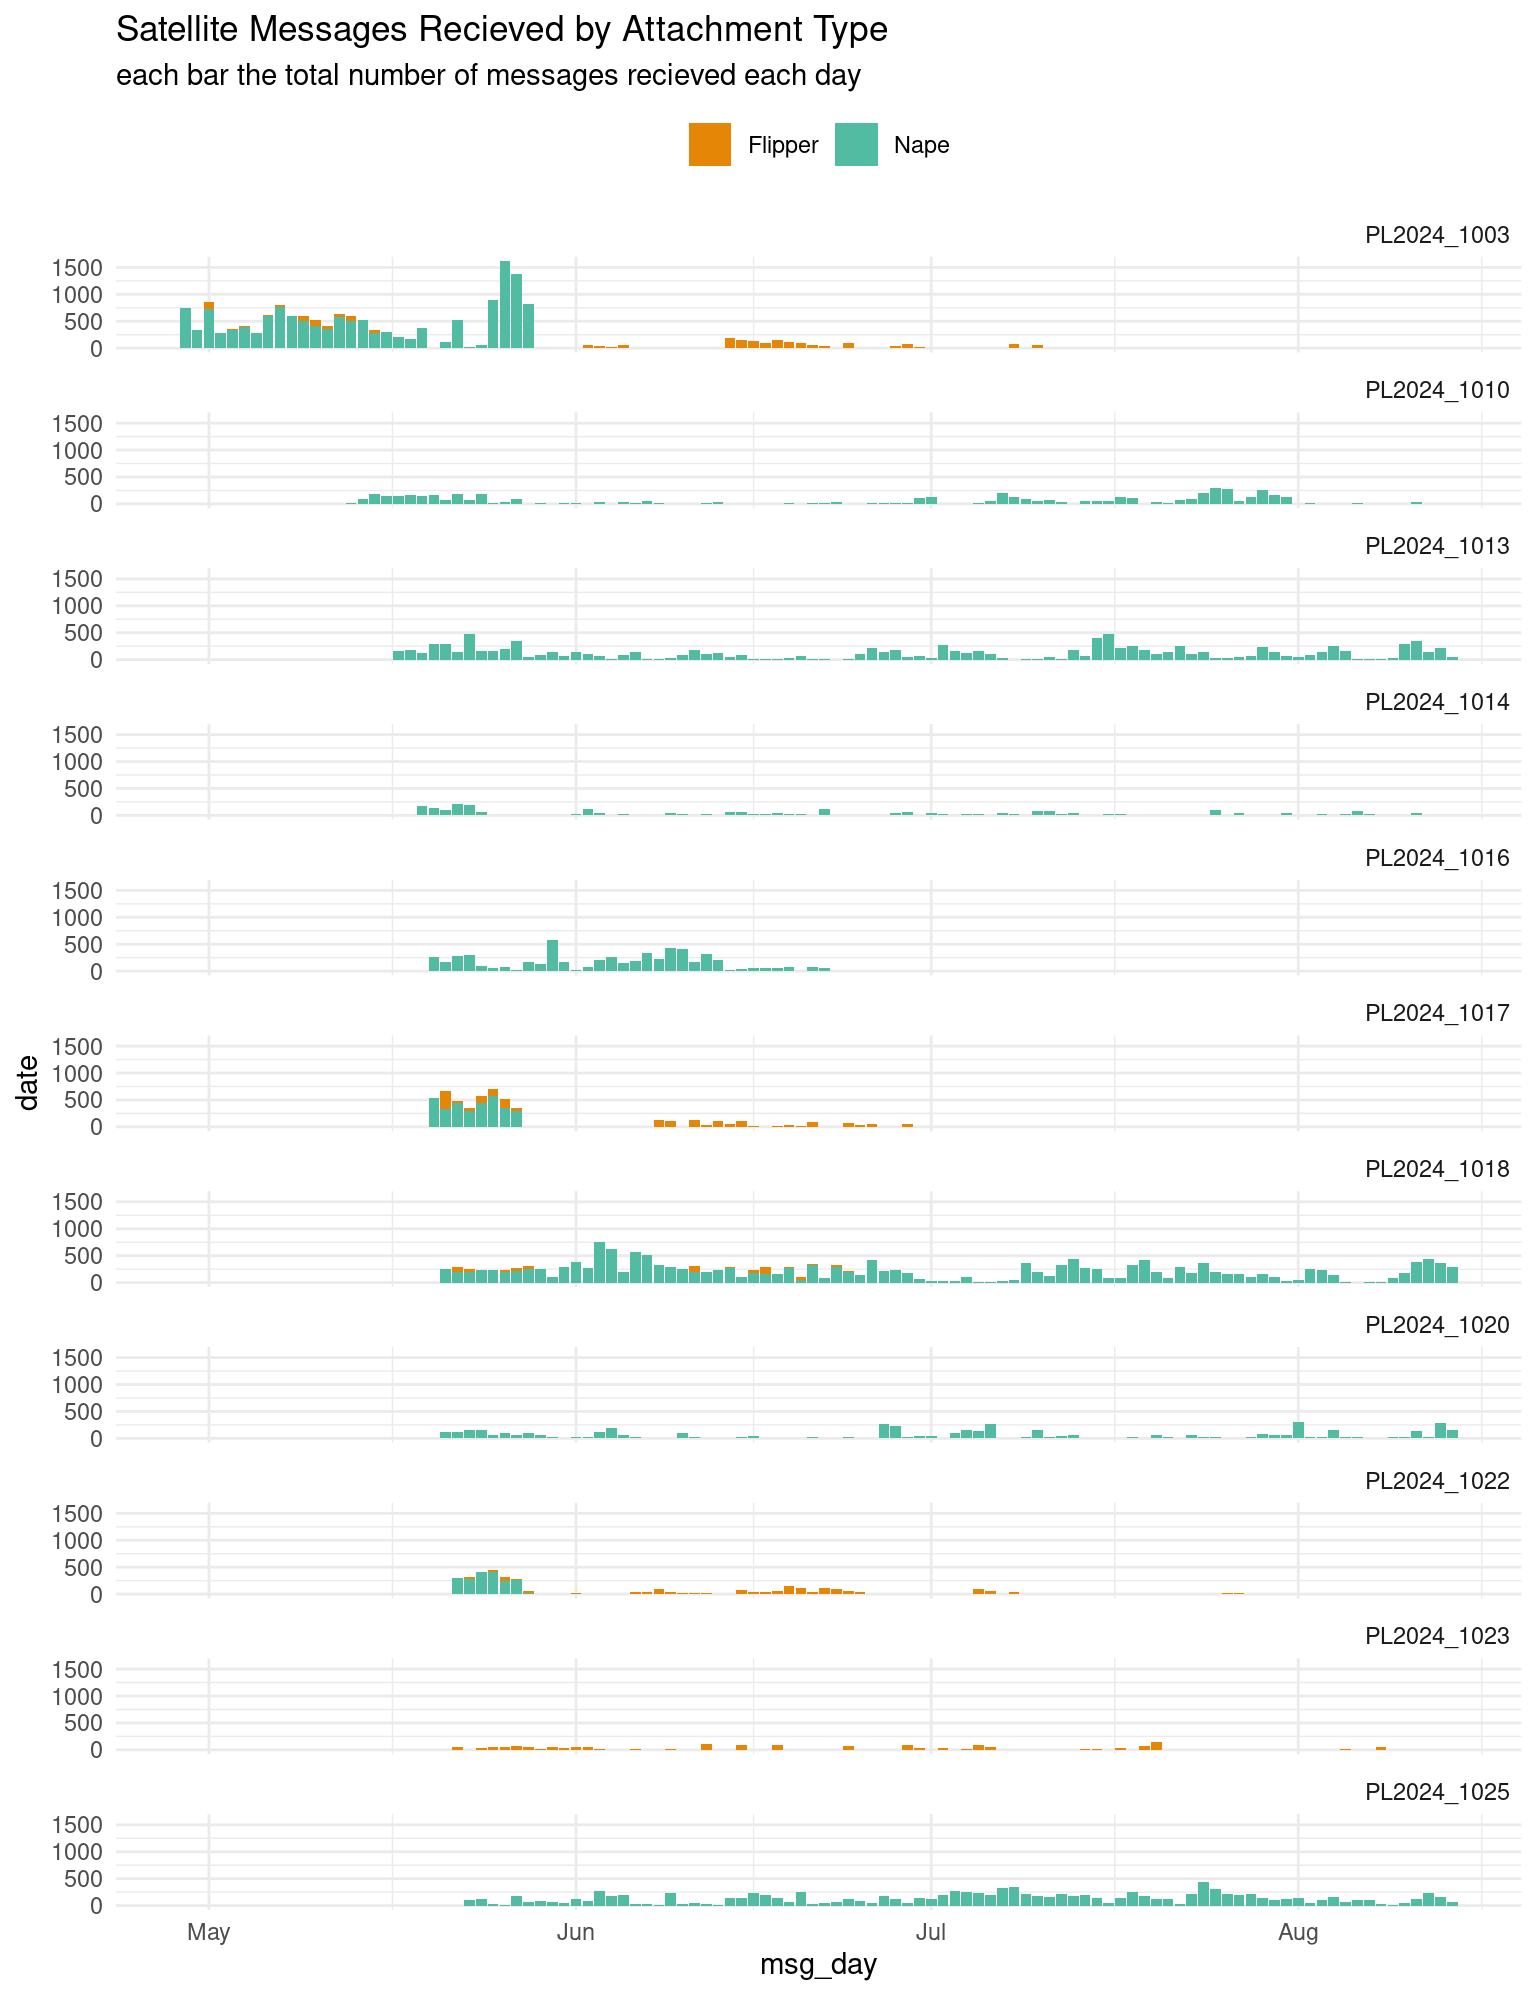 Satellite Messages Recieved by Attachment Type
each bar the total number of messages recieved each day
Flipper Nape
PL2024_1003
1500
1000
500
0
PL2024_1010
1500
1000
500
0
PL2024_1013
1500
1000
500
0
PL2024_1014
1500
1000
500
0
PL2024_1016
1500
1000
500
0
PL2024_1017
1500
1000
500
0
date
PL2024_1018
1500
1000
500
0
PL2024_1020
1500
1000
500
0
PL2024_1022
1500
1000
500
0
PL2024_1023
1500
1000
500
0
PL2024_1025
1500
1000
500
0
May Jun Jul Aug
msg_day